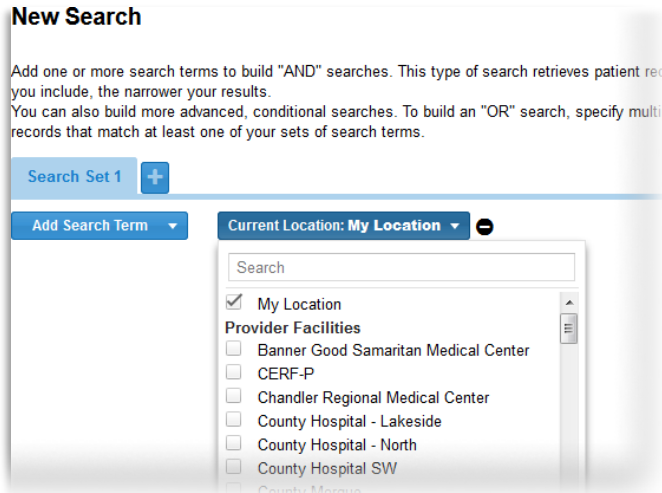 New Search
Add one or more search terms to build "AND" searches. This type of search retrieves patient
you include, the narrower your results.
You can also build more advanced, conditional searches. To build an "OR" search, specify
records that match at least one of your sets of search terms.
Search Set 1 +
Add Search Term Current Location: My Location
Search
My Location
Provider Facilities
Banner Good Samaritan Medical Center
CERF-P
Chandler Regional Medical Center
County Hospital - Lakeside
County Hospital - North
County Hospital SW
County Morgue